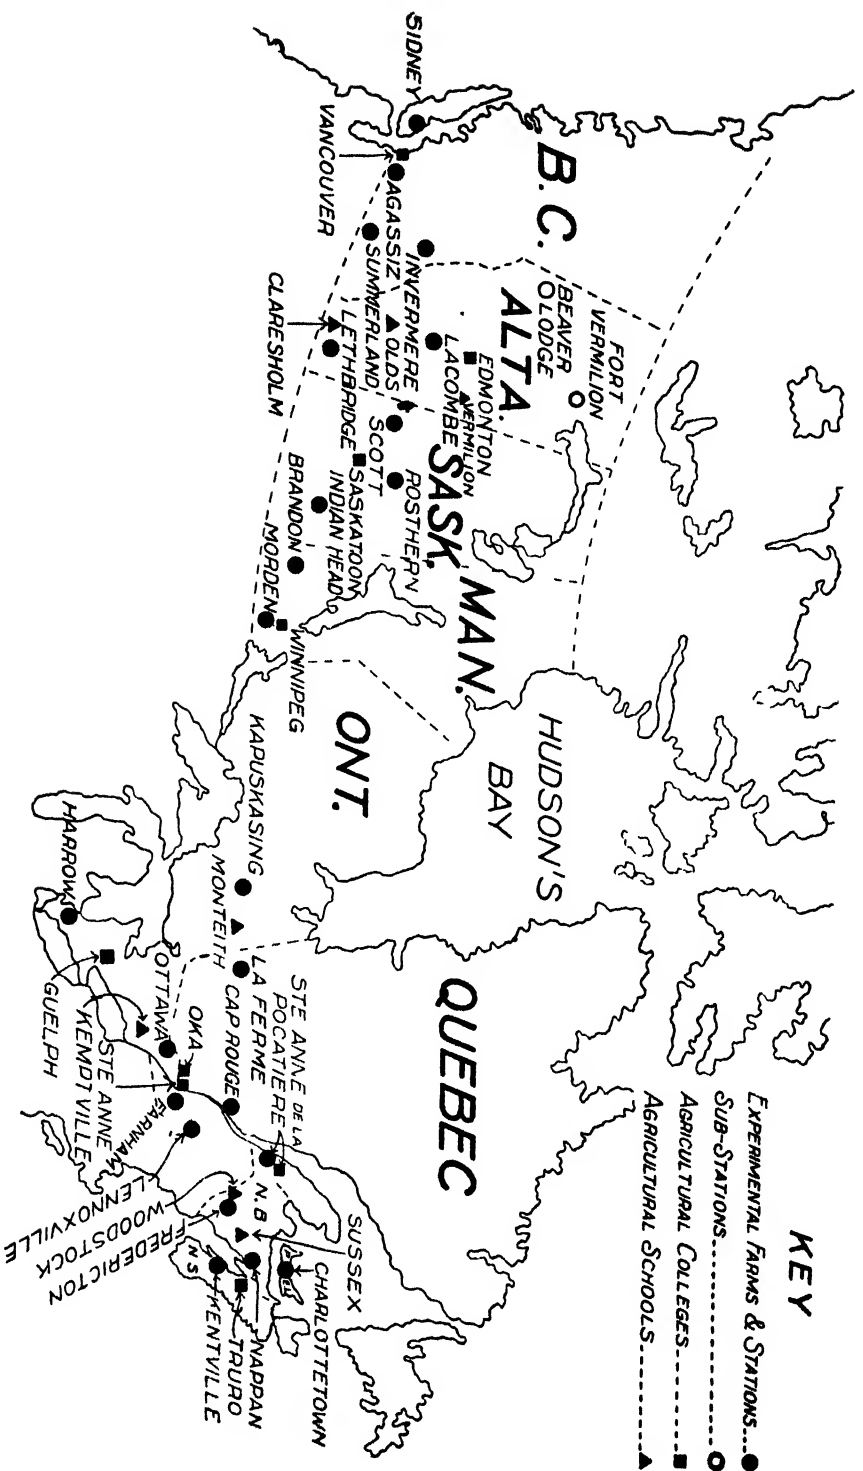 KEY
EXPERIMENTAL FARMS & STATIONS
SUB-STATIONS
AGRICULTURAL COLLEGES
AGRICULTURAL SCHOOLS
B.C.
ALTA.
SASK.
MAN.
ONT.
QUEBEC
HUDSON'S
BAY
SIDNEY
VANCOUVER
AGASSIZ
SUMMERLAND
INVERMERE
FORT
VERMILION
BEAVER
LODGE
EDMONTON
VERMILION
LACOMBE
OLDS
LETHBRIDGE
CLARESHOLM
SCOTT
ROSTHERN
SASKATOON
INDIAN HEAD
BRANDON
MORDEN
WINNIPEG
KAPUSKASING
MONTEITH
HARROW
GUELPH
KEMPTVILLE
OTTAWA
LA FERME
CAP ROUGE
OKA
STE ANNE
STE ANNE DE LA
POCATIERE
FARNHAM
LENNOXVILLE
WOODSTOCK
FREDERICTON
N.B
SUSSEX
CHARLOTTETOWN
NAPPAN
TRURO
KENTVILLE
N S